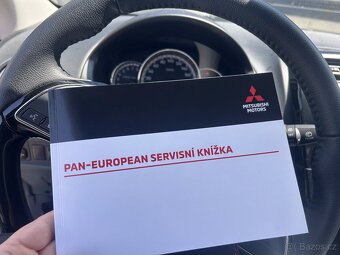 MITSUBISHI
MOTORS
PAN-EUROPEAN SERVISNÍ KNÍŽKA
Bazos.cz